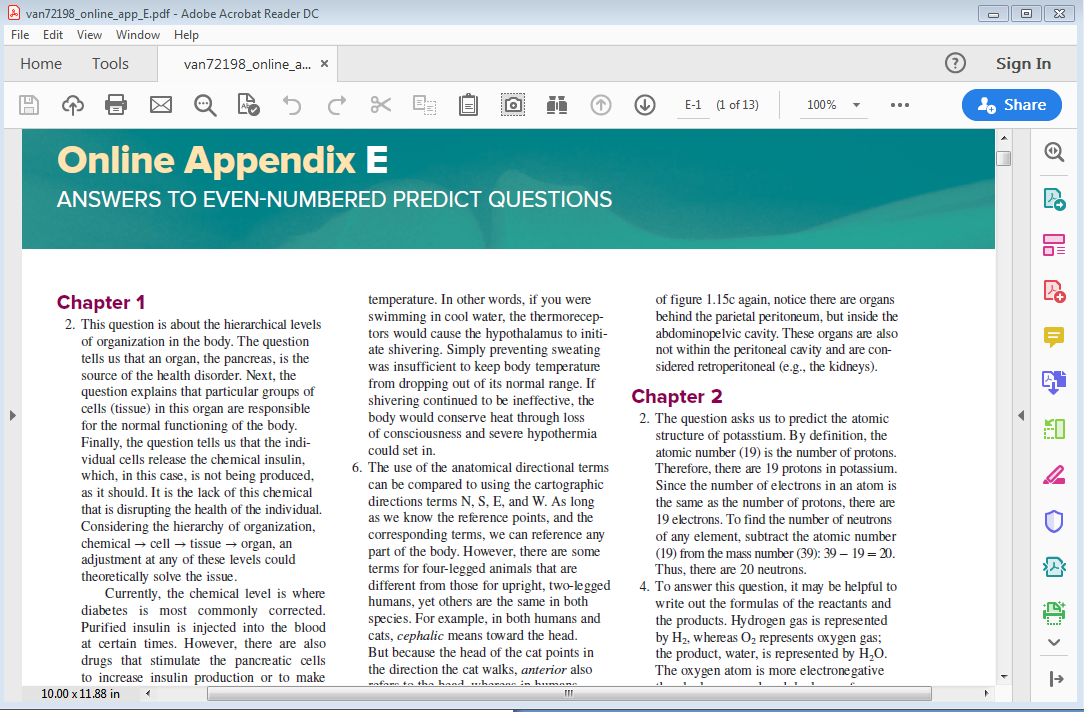 van72198_online_app_E.pdf - Adobe Acrobat Reader DC
File Edit View Window Help
Home Tools van72198_online_a... × ? Sign In
E-1 (1 of 13) 100% Share
Online Appendix E
ANSWERS TO EVEN-NUMBERED PREDICT QUESTIONS
Chapter 1
2. This question is about the hierarchical levels
of organization in the body. The question
tells us that an organ, the pancreas, is the
source of the health disorder. Next, the
question explains that particular groups of
cells (tissue) in this organ are responsible
for the normal functioning of the body.
Finally, the question tells us that the indi-
vidual cells release the chemical insulin,
which, in this case, is not being produced,
as it should. It is the lack of this chemical
that is disrupting the health of the individual.
Considering the hierarchy of organization,
chemical → cell → tissue → organ, an
adjustment at any of these levels could
theoretically solve the issue.
Currently, the chemical level is where
diabetes is most commonly corrected.
Purified insulin is injected into the blood
at certain times. However, there are also
drugs that stimulate the pancreatic cells
to increase insulin production or to make
temperature. In other words, if you were
swimming in cool water, the thermorecep-
tors would cause the hypothalamus to initi-
ate shivering. Simply preventing sweating
was insufficient to keep body temperature
from dropping out of its normal range. If
shivering continued to be ineffective, the
body would conserve heat through loss
of consciousness and severe hypothermia
could set in.
6. The use of the anatomical directional terms
can be compared to using the cartographic
directions terms N, S, E, and W. As long
as we know the reference points, and the
corresponding terms, we can reference any
part of the body. However, there are some
terms for four-legged animals that are
different from those for upright, two-legged
humans, yet others are the same in both
species. For example, in both humans and
cats, cephalic means toward the head.
But because the head of the cat points in
the direction the cat walks, anterior also
refers to the head, whereas in humans
of figure 1.15c again, notice there are organs
behind the parietal peritoneum, but inside the
abdominopelvic cavity. These organs are also
not within the peritoneal cavity and are con-
sidered retroperitoneal (e.g., the kidneys).
Chapter 2
2. The question asks us to predict the atomic
structure of potasstium. By definition, the
atomic number (19) is the number of protons.
Therefore, there are 19 protons in potassium.
Since the number of electrons in an atom is
the same as the number of protons, there are
19 electrons. To find the number of neutrons
of any element, subtract the atomic number
(19) from the mass number (39): 39 – 19 = 20.
Thus, there are 20 neutrons.
4. To answer this question, it may be helpful to
write out the formulas of the reactants and
the products. Hydrogen gas is represented
by H₂, whereas O₂ represents oxygen gas;
the product, water, is represented by H₂O.
The oxygen atom is more electronegative
10.00 x 11.88 in